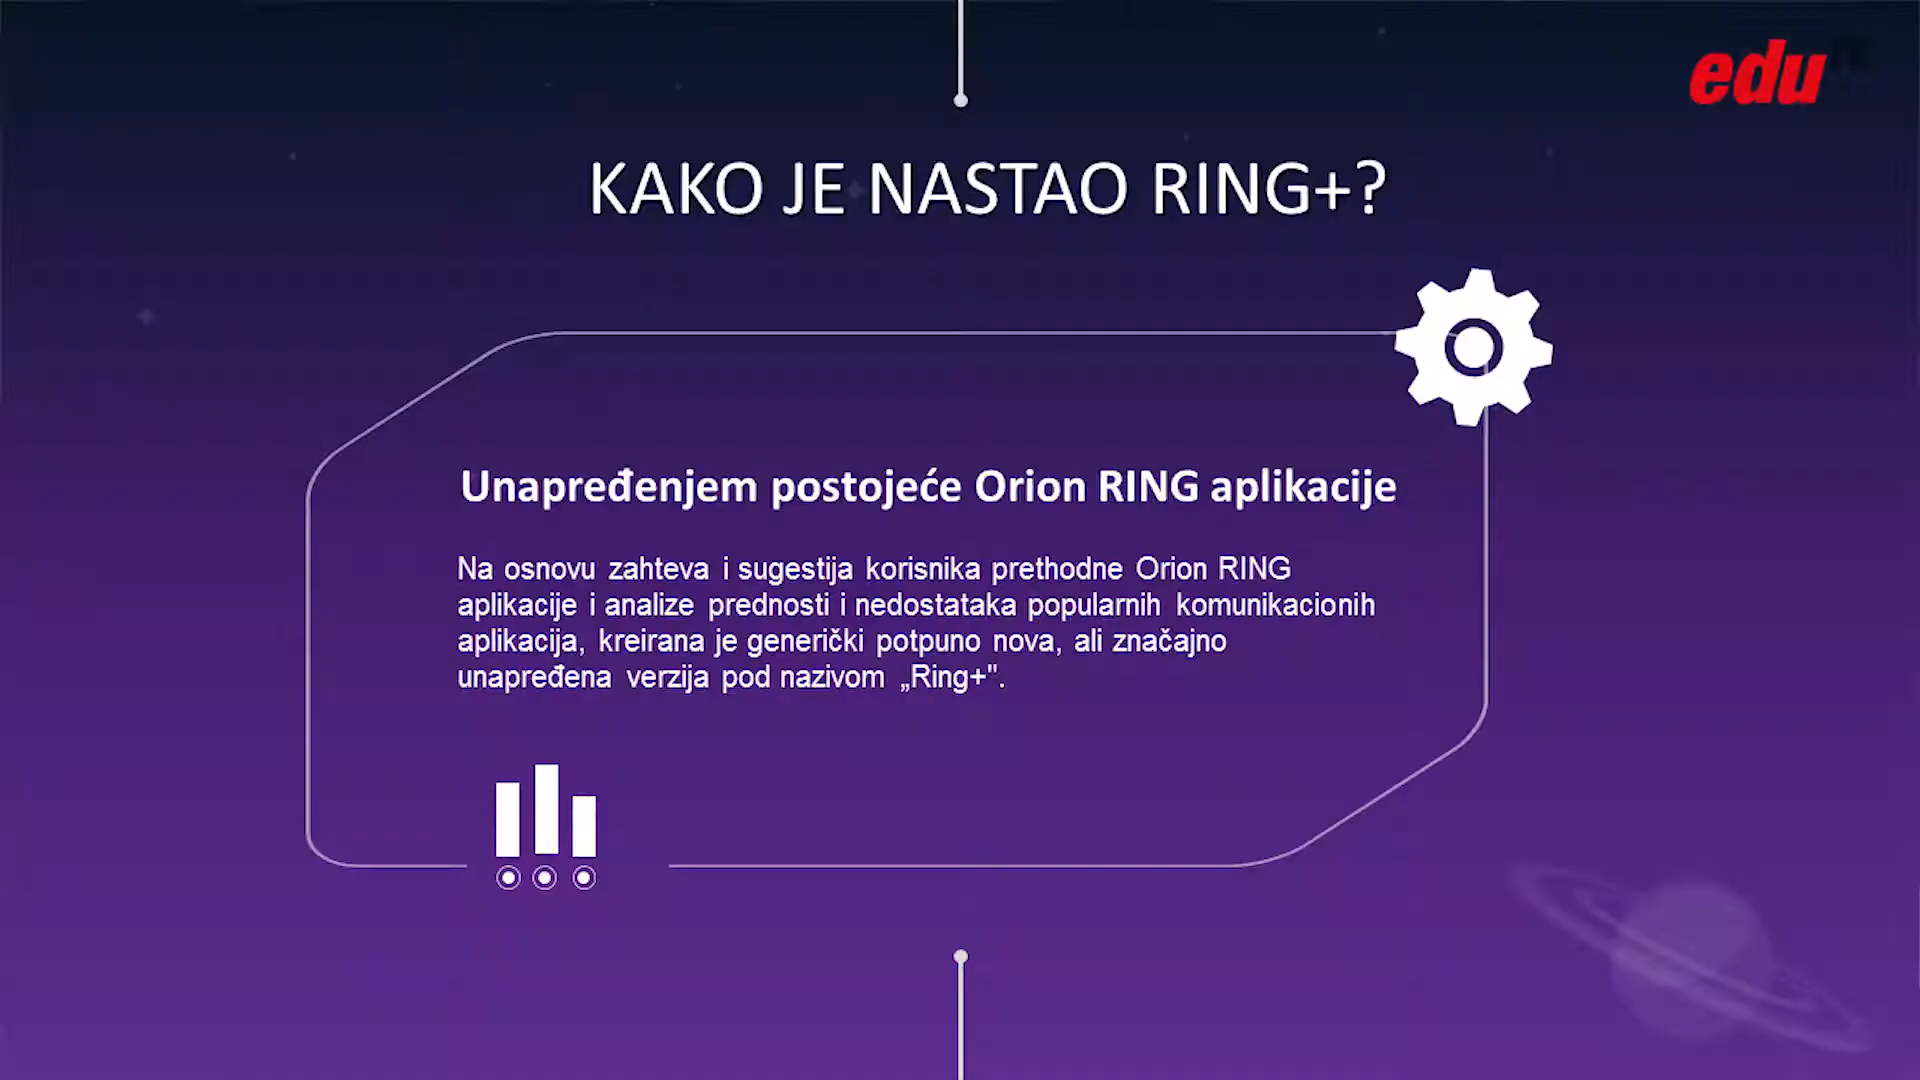 edu
KAKO JE NASTAO RING+?
Unapređenjem postojeće Orion RING aplikacije
Na osnovu zahteva i sugestija korisnika prethodne Orion RING
aplikacije i analize prednosti i nedostataka popularnih komunikacionih
aplikacija, kreirana je generički potpuno nova, ali značajno
unapređena verzija pod nazivom „Ring+".